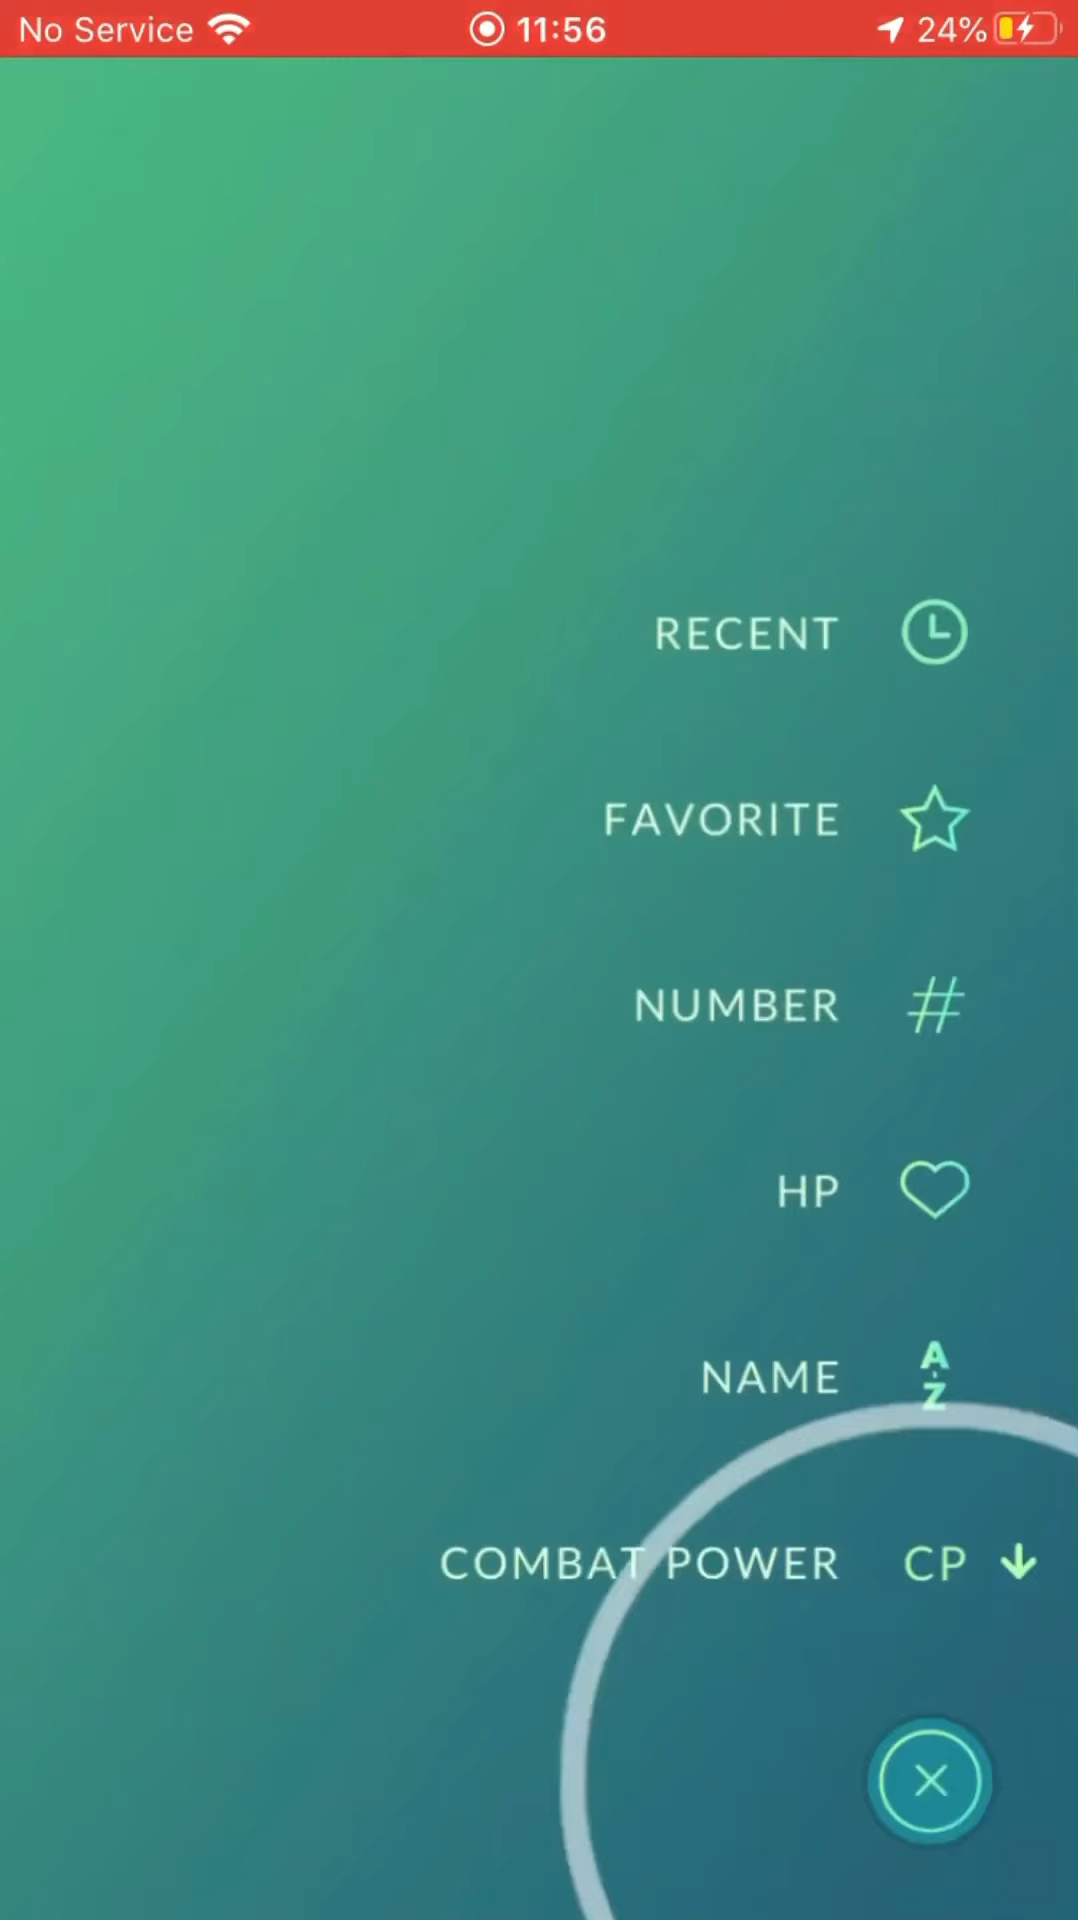 No Service 11:56 24%
RECENT
FAVORITE
NUMBER #
HP
NAME A-Z
COMBAT POWER CP